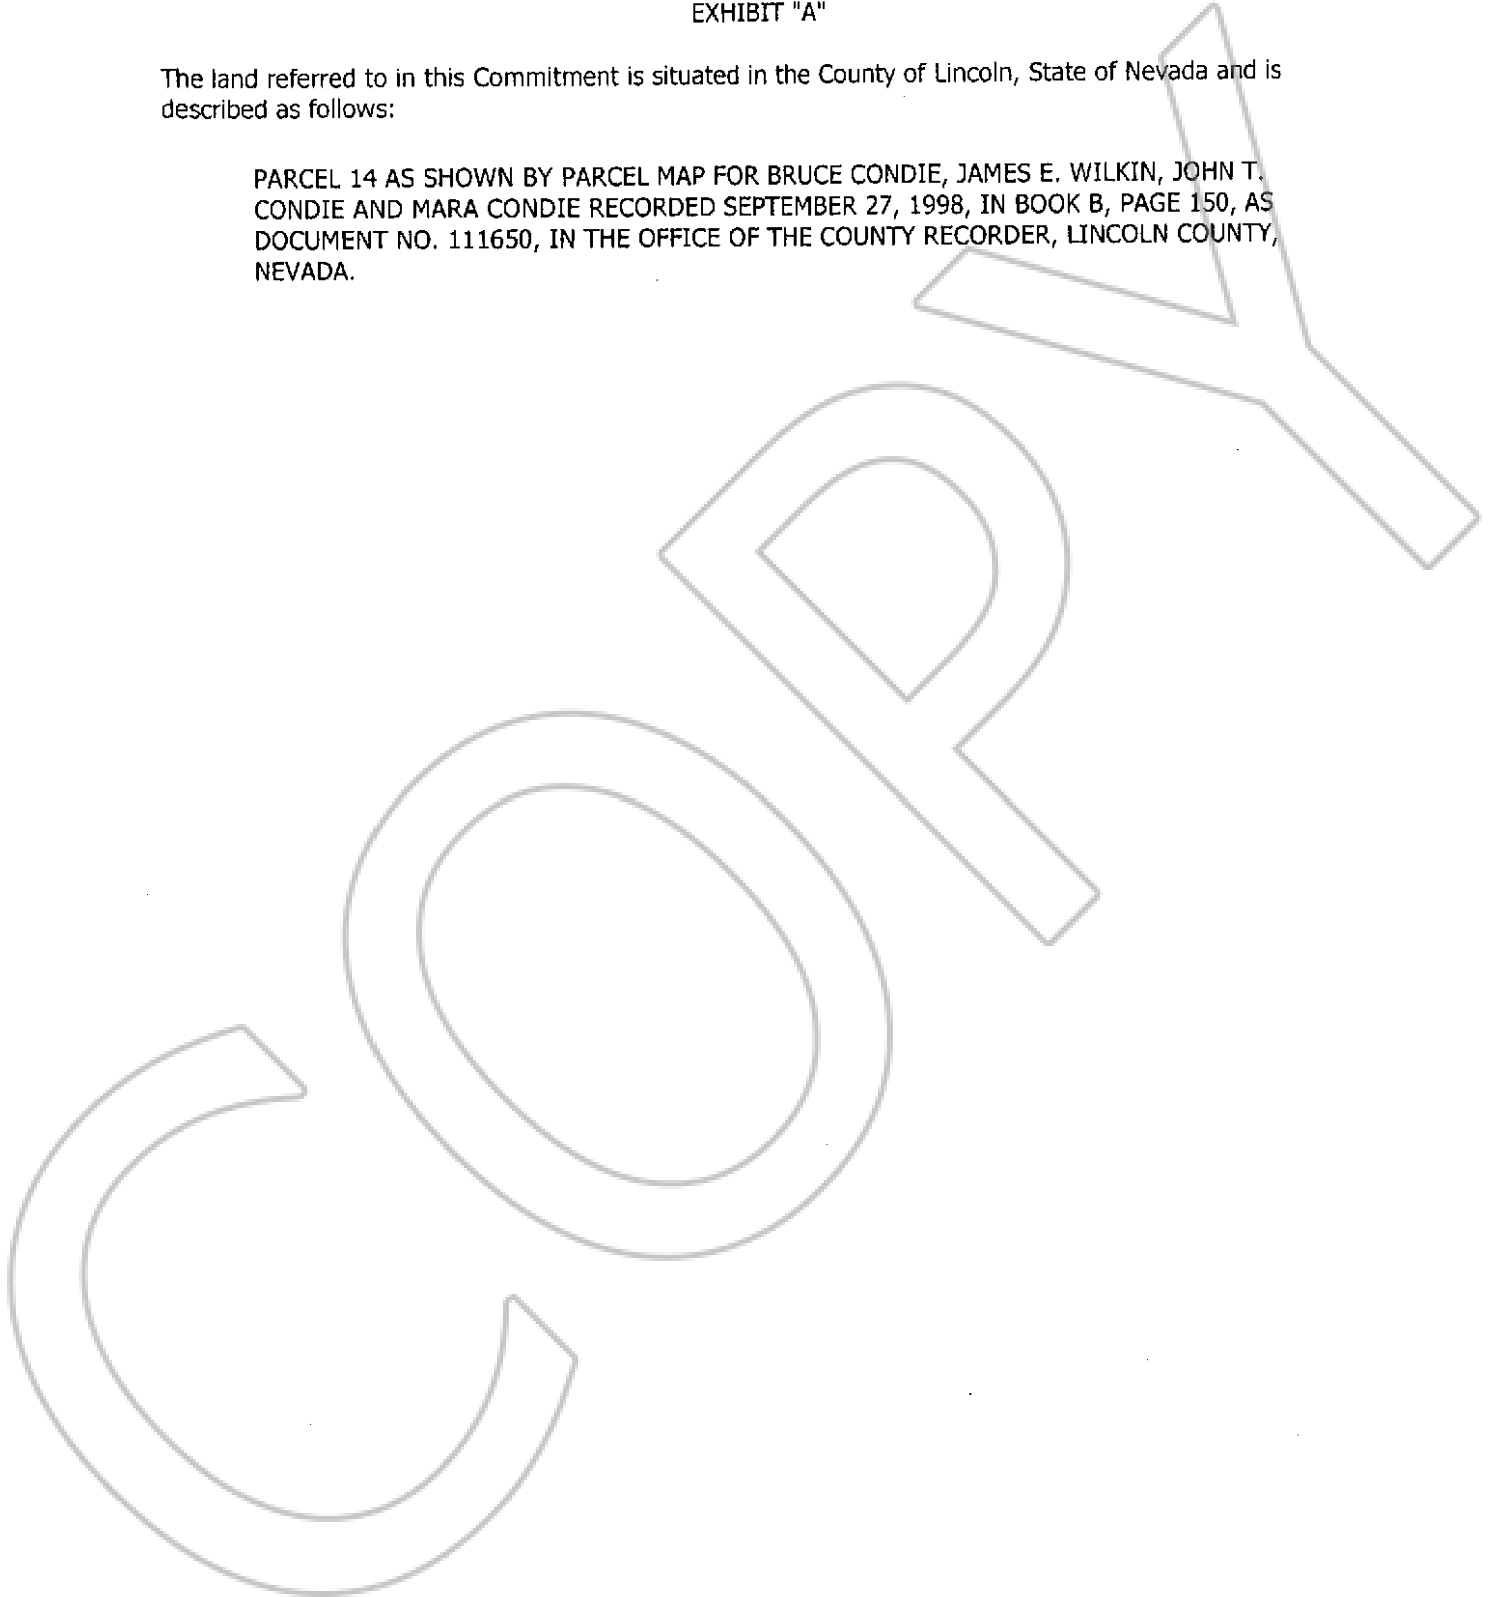 EXHIBIT "A"
The land referred to in this Commitment is situated in the County of Lincoln, State of Nevada and is
described as follows:
PARCEL 14 AS SHOWN BY PARCEL MAP FOR BRUCE CONDIE, JAMES E. WILKIN, JOHN T.
CONDIE AND MARA CONDIE RECORDED SEPTEMBER 27, 1998, IN BOOK B, PAGE 150, AS
DOCUMENT NO. 111650, IN THE OFFICE OF THE COUNTY RECORDER, LINCOLN COUNTY,
NEVADA.
COPY